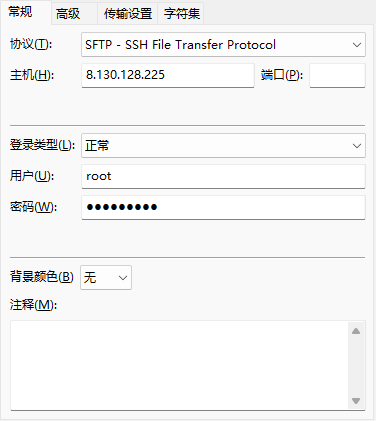 常规 高级 传输设置 字符集
协议(T): SFTP - SSH File Transfer Protocol
主机(H): 8.130.128.225 端口(P):
登录类型(L): 正常
用户(U): root
密码(W): ●●●●●●●●●
背景颜色(B) 无
注释(M):